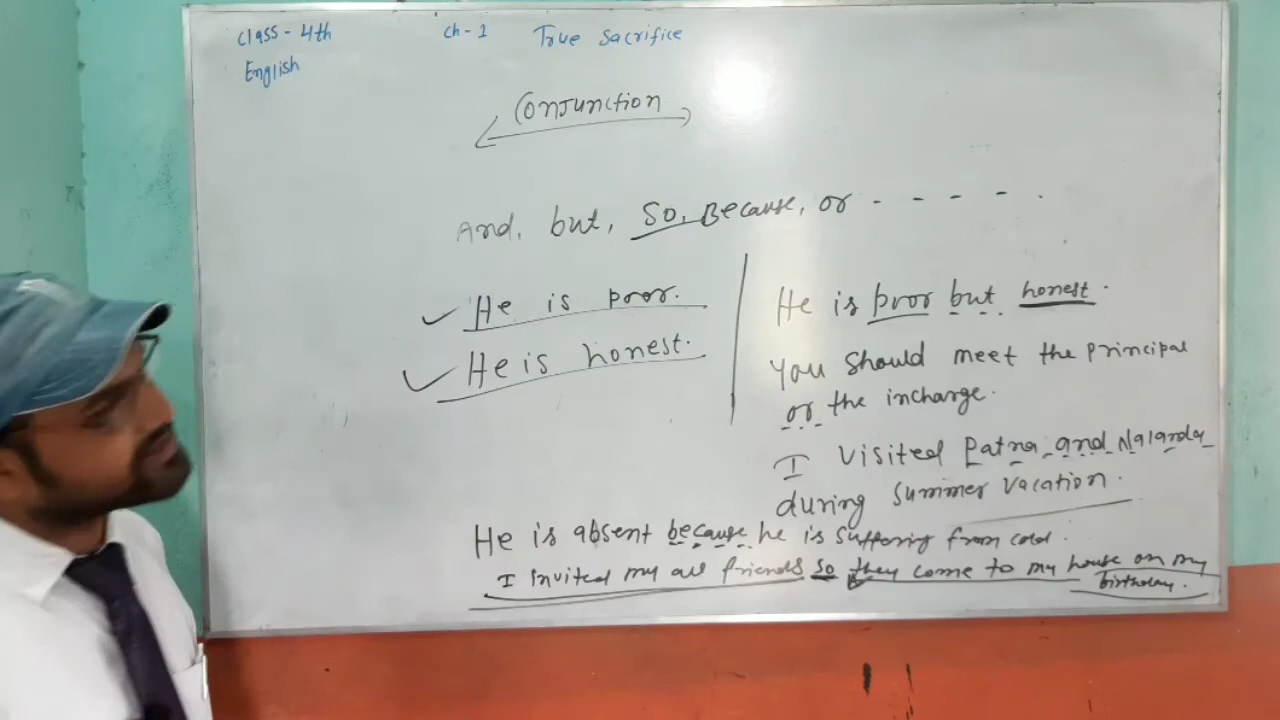 Class - 4th
Ch - 1 True Sacrifice
English
Conjunction
And, but, So, Because, or - - - - - .
He is poor.
He is honest.
He is poor but honest.
You Should meet the principal
or the incharge.
I visited Patna and Nalanda
during Summer Vacation.
He is absent because he is suffering from cold.
I invited my all friends so they come to my house on my
birthday.